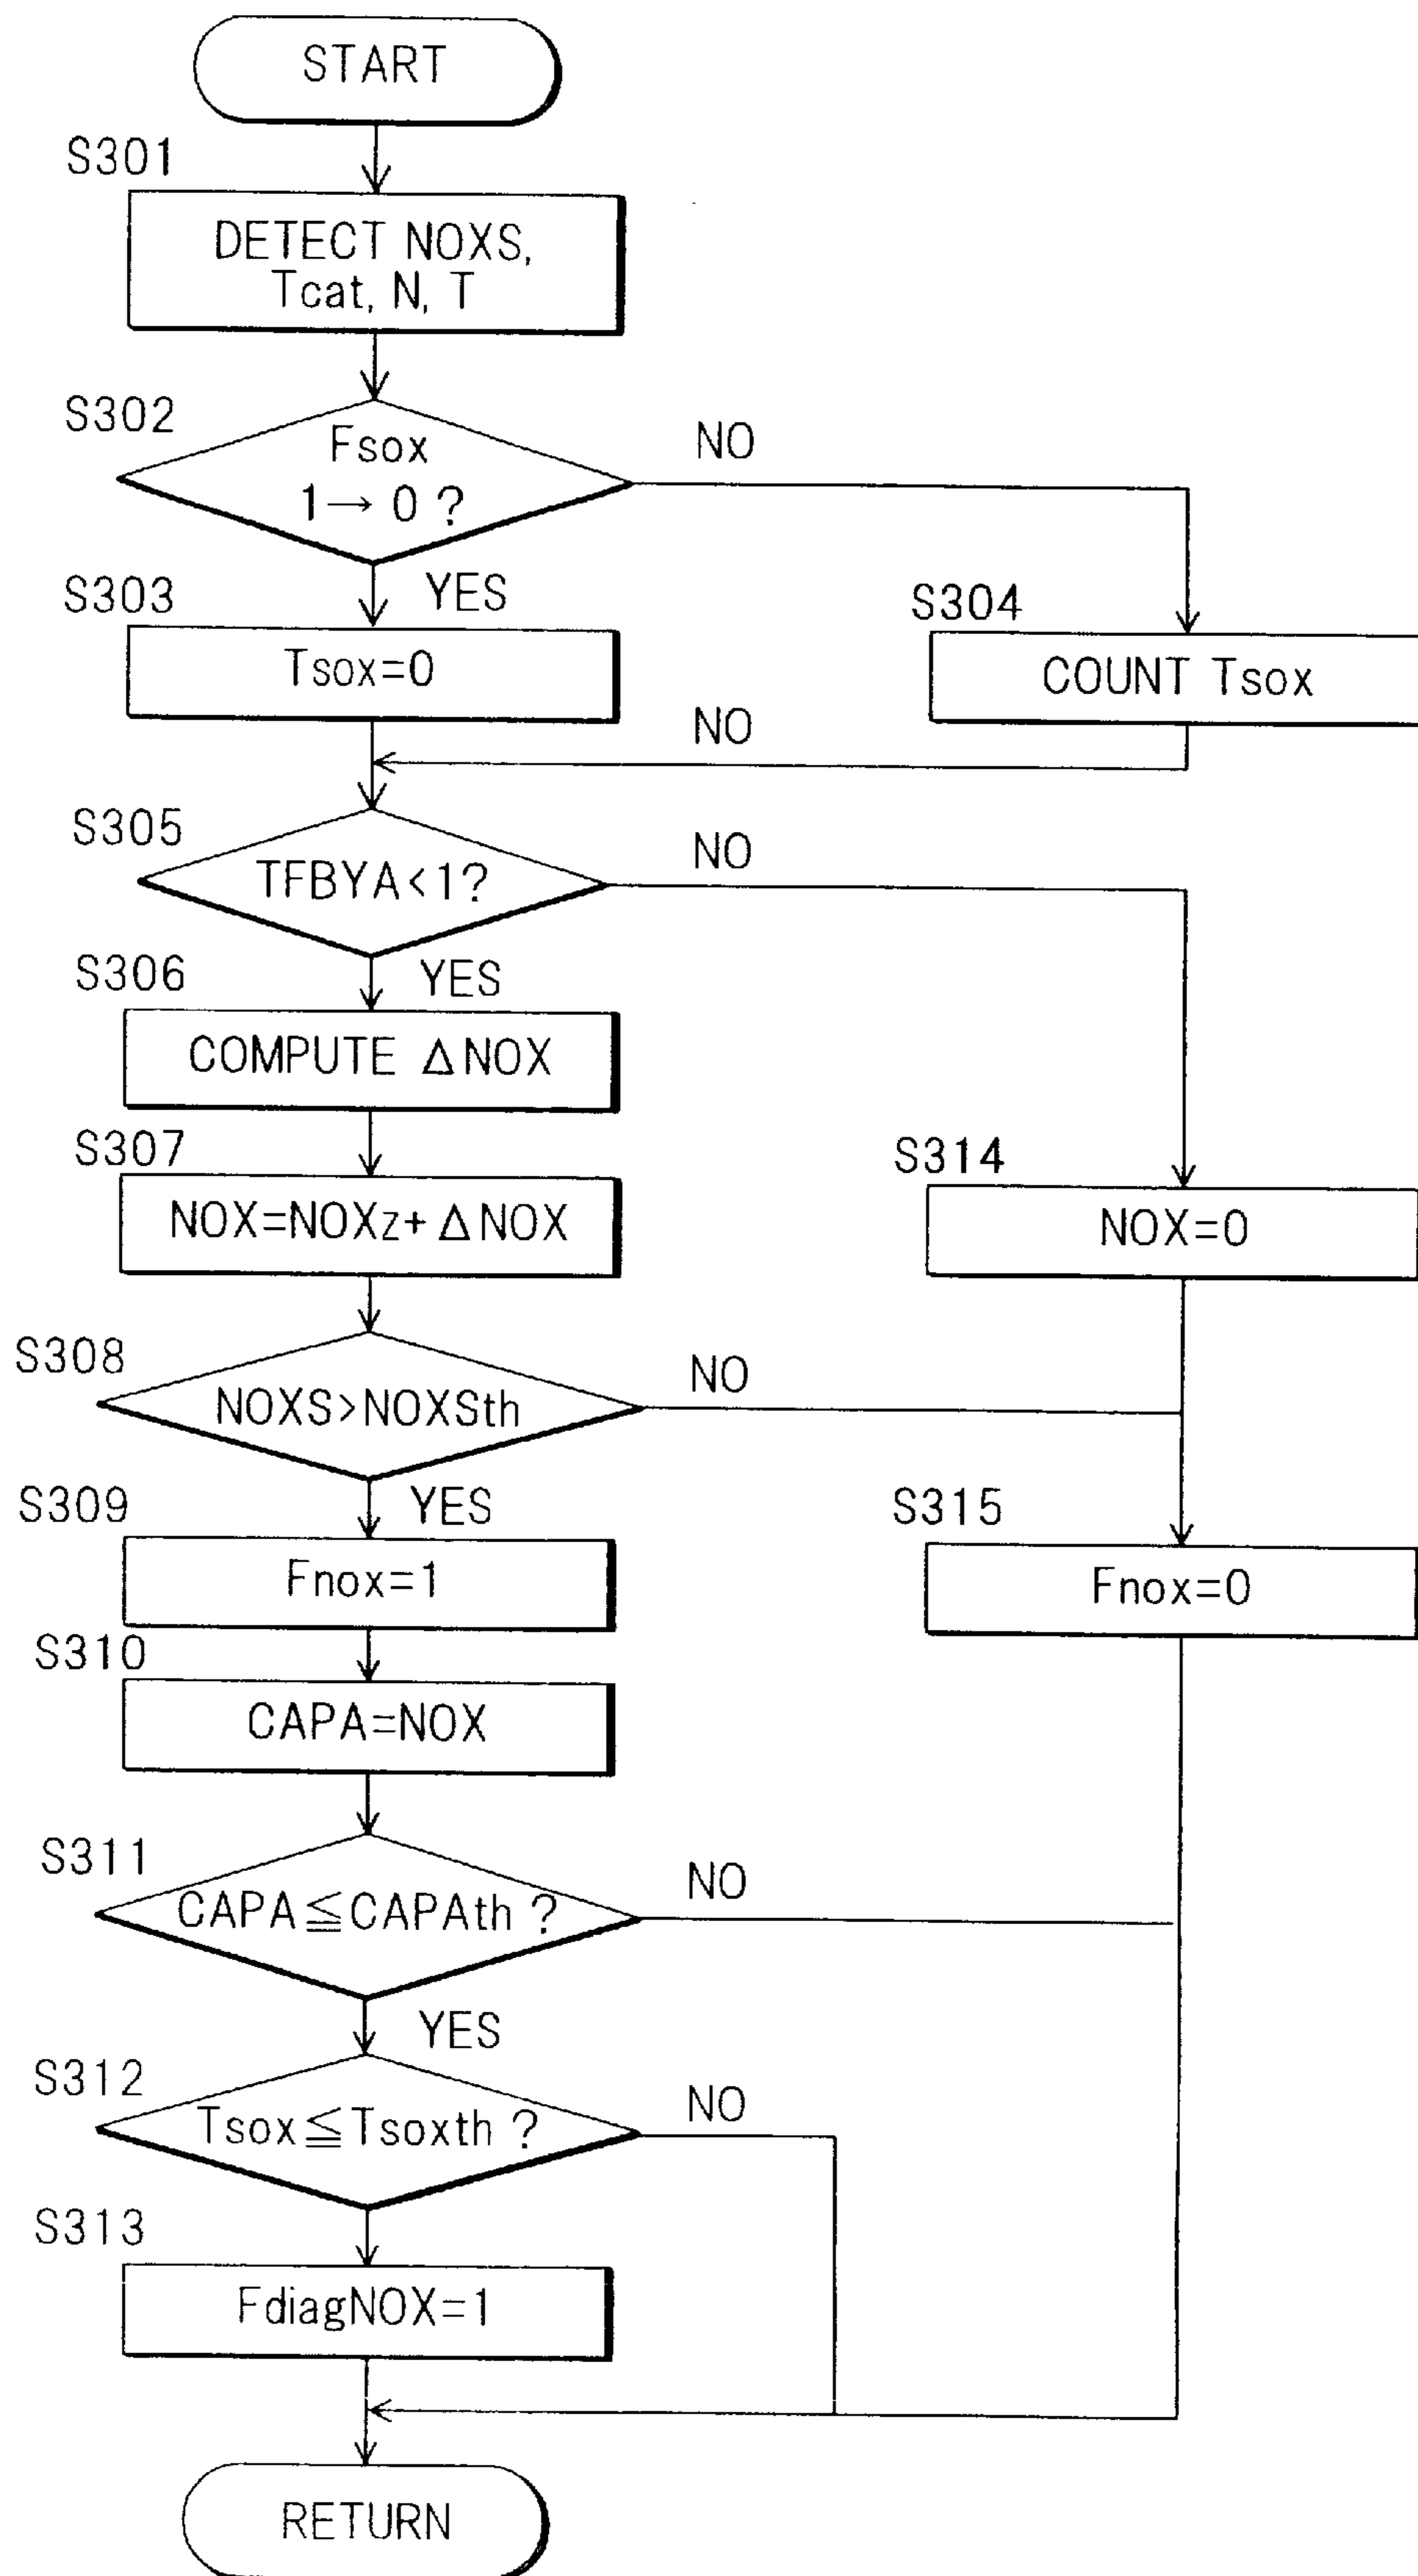 START
S301
DETECT NOXS,
Tcat, N, T
S302
Fsox
1→ 0 ?
NO
YES
S303
Tsox=0
S304
COUNT Tsox
NO
S305
TFBYA<1?
NO
YES
S306
COMPUTE ΔNOX
S307
NOX=NOXz+ΔNOX
S314
NOX=0
S308
NOXS>NOXSth
NO
YES
S309
Fnox=1
S315
Fnox=0
S310
CAPA=NOX
S311
CAPA≦CAPAth ?
NO
YES
S312
Tsox≦Tsoxth ?
NO
S313
FdiagNOX=1
RETURN